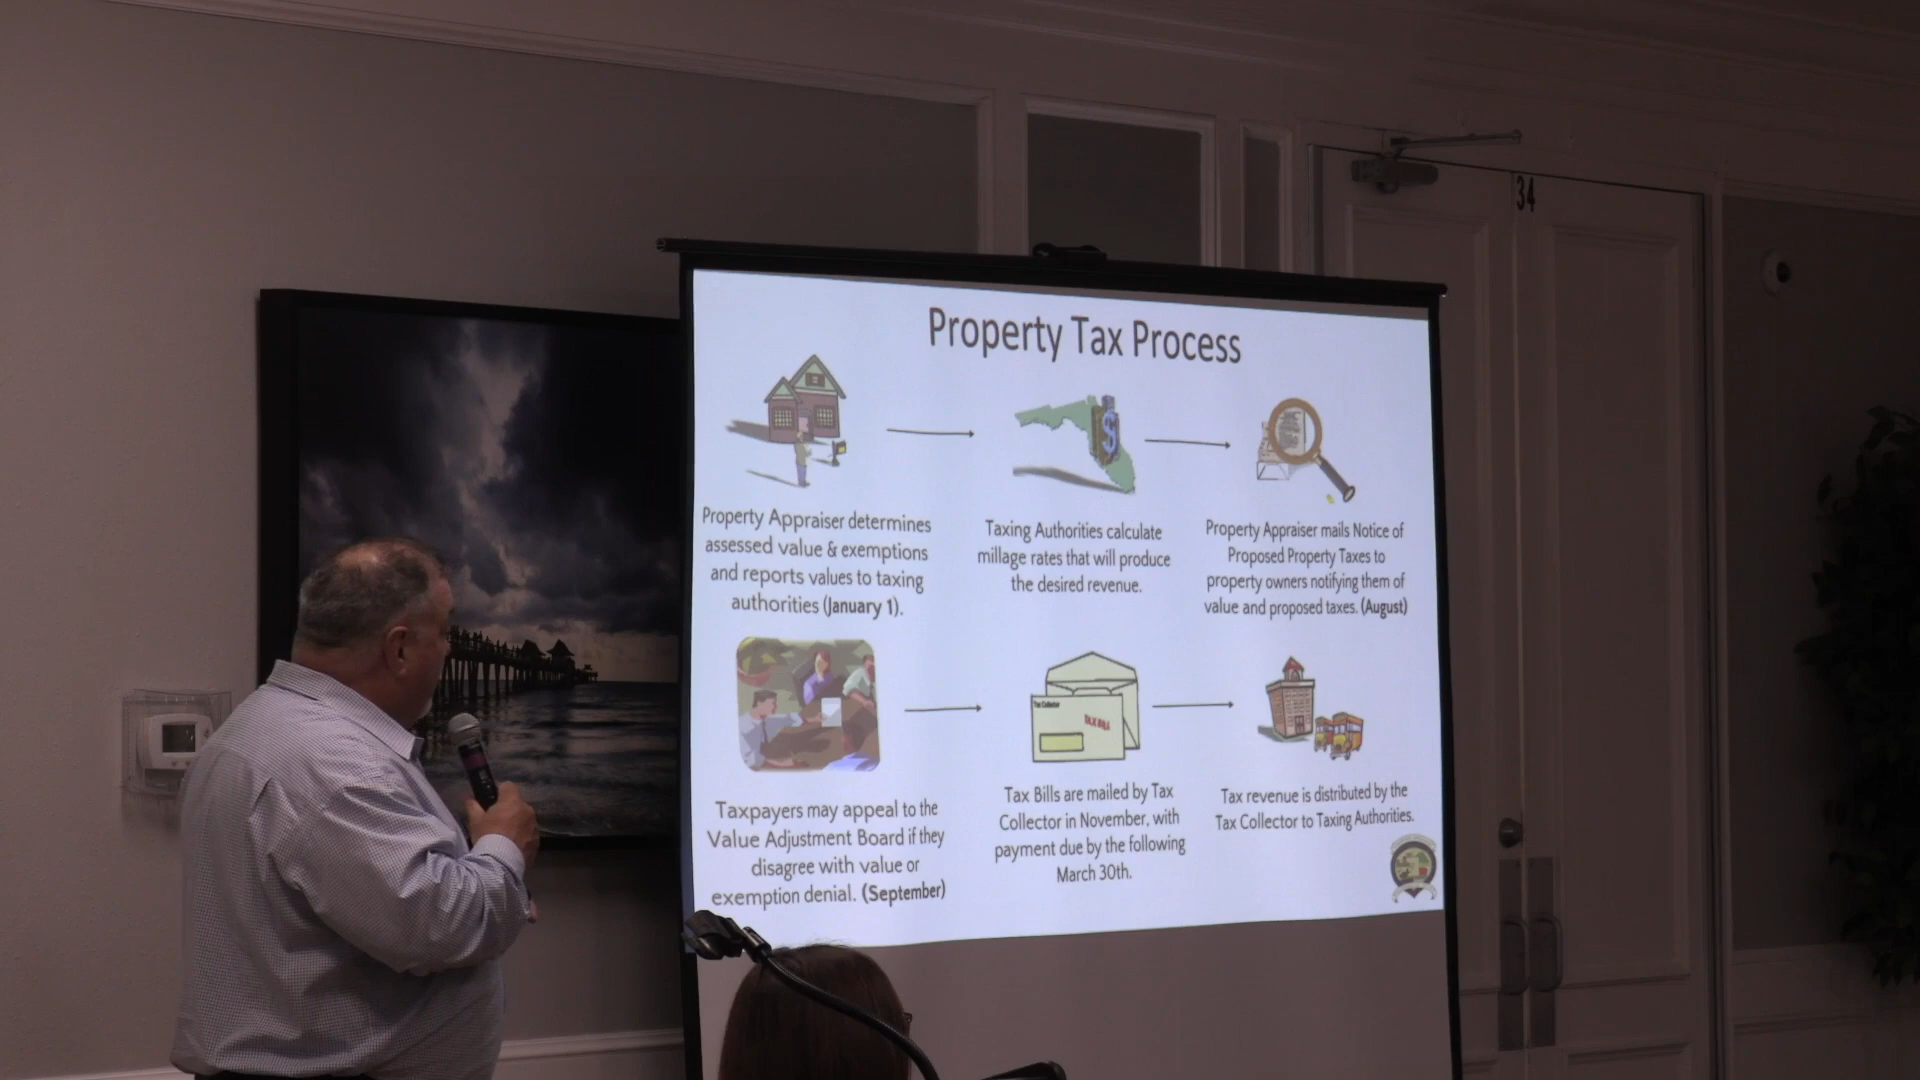 34
Property Tax Process
Property Appraiser determines
assessed value & exemptions
and reports values to taxing
authorities (January 1).
Taxing Authorities calculate
millage rates that will produce
the desired revenue.
Property Appraiser mails Notice of
Proposed Property Taxes to
property owners notifying them of
value and proposed taxes. (August)
Taxpayers may appeal to the
Value Adjustment Board if they
disagree with value or
exemption denial. (September)
Tax Collector
TAX BILL
Tax Bills are mailed by Tax
Collector in November, with
payment due by the following
March 30th.
Tax revenue is distributed by the
Tax Collector to Taxing Authorities.